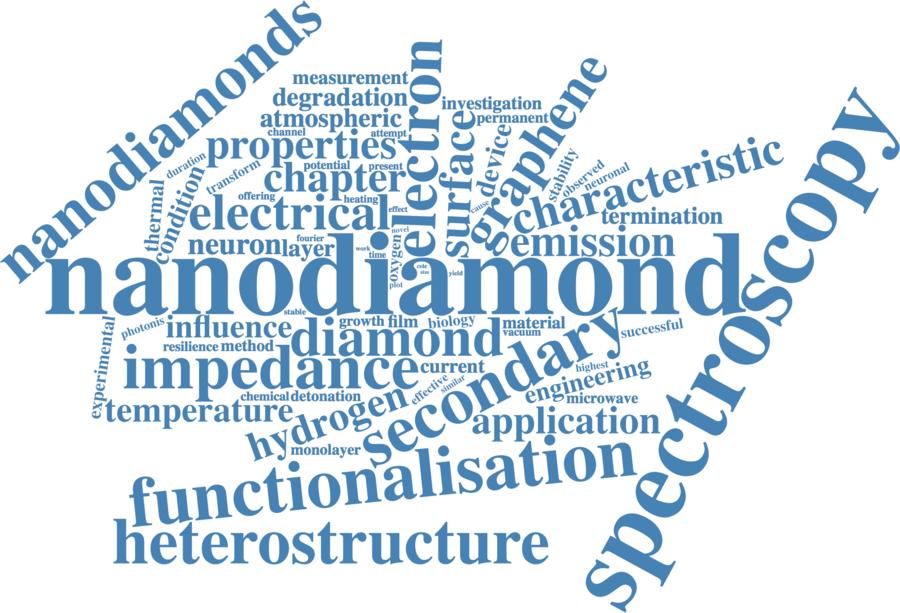 nanodiamonds
measurement
degradation
atmospheric
channel
attempt
properties
electron
investigation
permanent
graphene
surface
device
cause
stability
observed
neuronal
characteristic
spectroscopy
duration
transform
potential
present
chapter
thermal
condition
offering
heating
effect
electrical
novel
termination
neuron
layer
fourier
work
time
oxygen
emission
nanodiamond
role
size
yield
plot
stable
experimental
photonis
influence
growth
film
biology
material
vacuum
successful
resilience
method
diamond
secondary
impedance
current
highest
engineering
effective
similar
microwave
chemical
detonation
temperature
hydrogen
application
monolayer
functionalisation
heterostructure